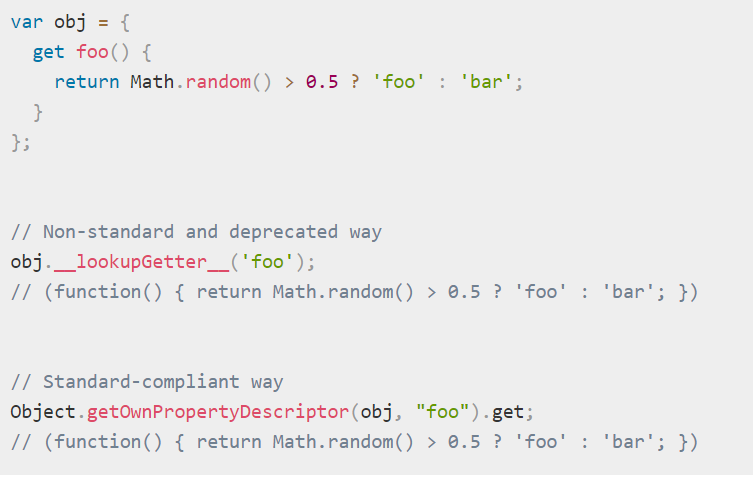 var obj = {
  get foo() {
    return Math.random() > 0.5 ? 'foo' : 'bar';
  }
};
// Non-standard and deprecated way
obj.__lookupGetter__('foo');
// (function() { return Math.random() > 0.5 ? 'foo' : 'bar'; })
// Standard-compliant way
Object.getOwnPropertyDescriptor(obj, "foo").get;
// (function() { return Math.random() > 0.5 ? 'foo' : 'bar'; })